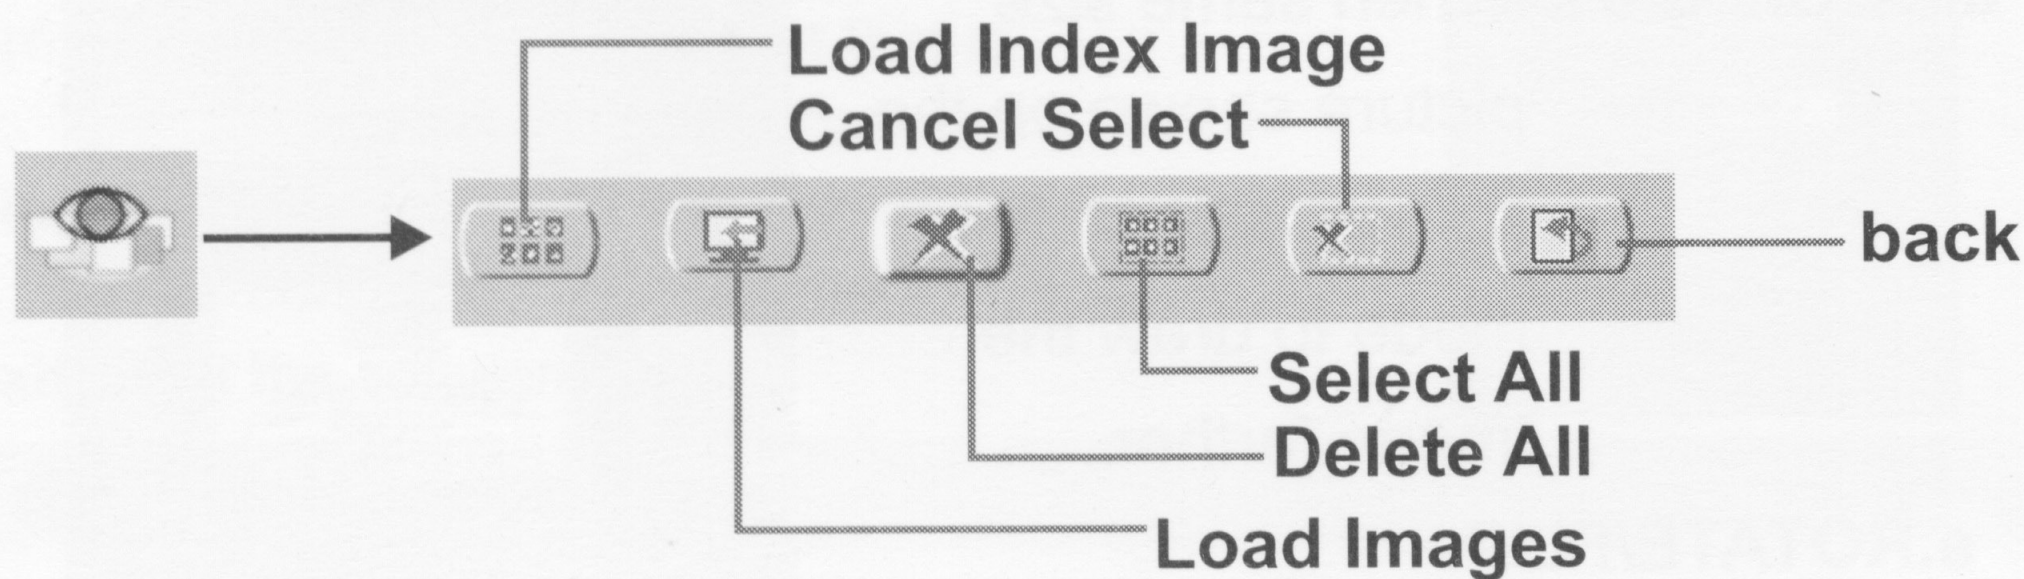 Load Index Image
Cancel Select
back
Select All
Delete All
Load Images